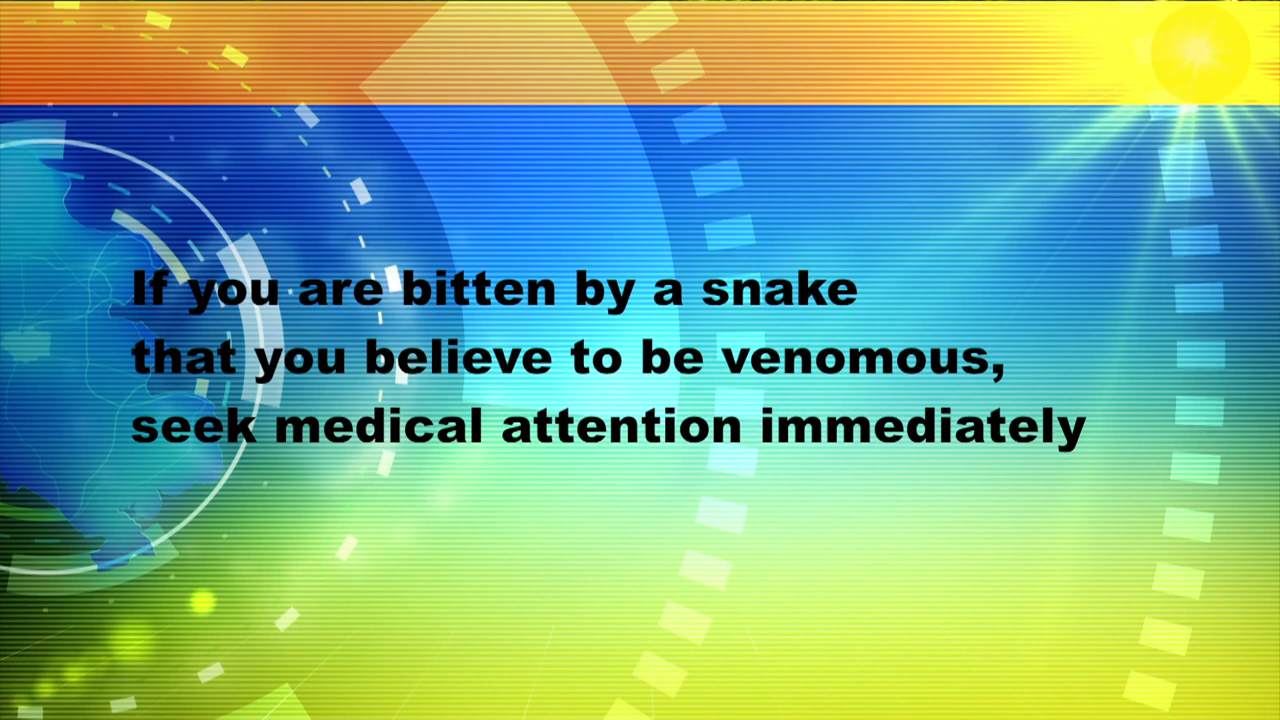 If you are bitten by a snake
that you believe to be venomous,
seek medical attention immediately